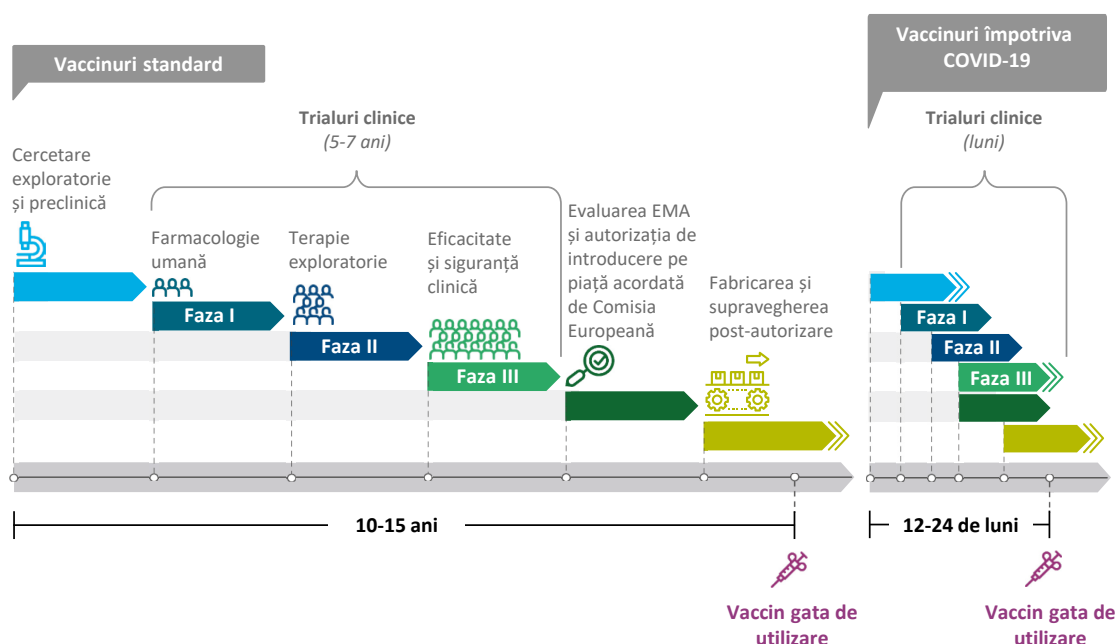 Vaccinuri standard
Vaccinuri împotriva
COVID-19
Trialuri clinice
(5-7 ani)
Trialuri clinice
(luni)
Cercetare
exploratorie
și preclinică
Farmacologie
umană
Terapie
exploratorie
Eficacitate
și siguranță
clinică
Evaluarea EMA
și autorizația de
introducere pe
piață acordată
de Comisia
Europeană
Fabricarea și
supravegherea
post-autorizare
Faza I
Faza II
Faza III
Faza I
Faza II
Faza III
10-15 ani
12-24 de luni
Vaccin gata de
utilizare
Vaccin gata de
utilizare